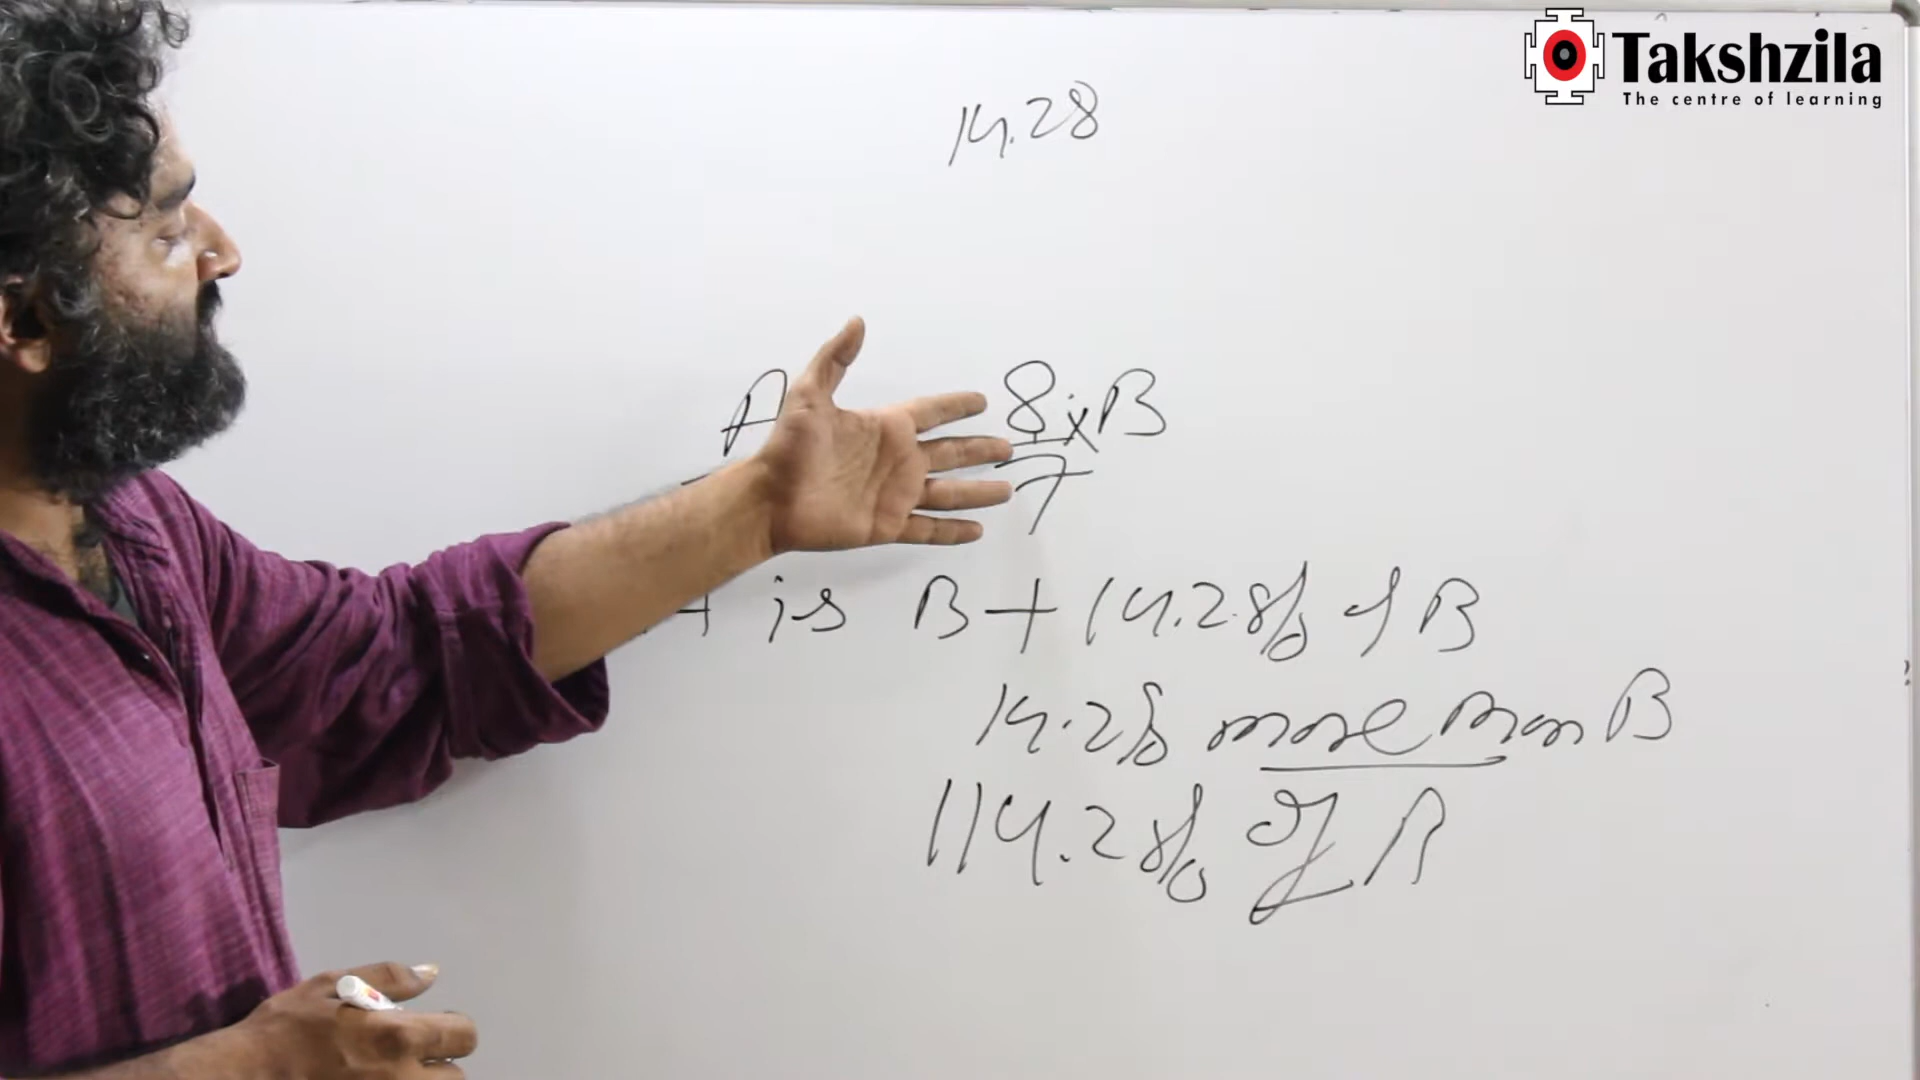 Takshzila
The centre of learning
14.28
A 8 × B
7
A is B + 14.28% of B
14.28 more than B
114.28% of B